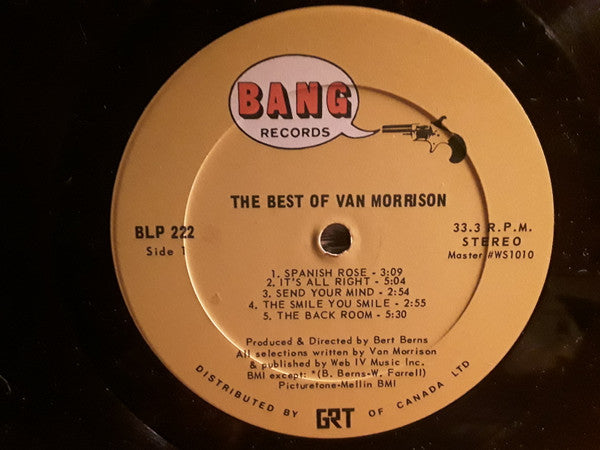 BANG
RECORDS
THE BEST OF VAN MORRISON
BLP 222
Side 1
33.3 R.P.M.
STEREO
Master #WS1010
1. SPANISH ROSE - 3:09
2. IT'S ALL RIGHT - 5:04
3. SEND YOUR MIND - 2:54
4. THE SMILE YOU SMILE - 2:55
5. THE BACK ROOM - 5:30
Produced & Directed by Bert Berns
All selections written by Van Morrison
& published by Web IV Music Inc.
BMI except: *(B. Berns-W. Farrell)
Picturetone-Mellin BMI
DISTRIBUTED BY GRT OF CANADA LTD